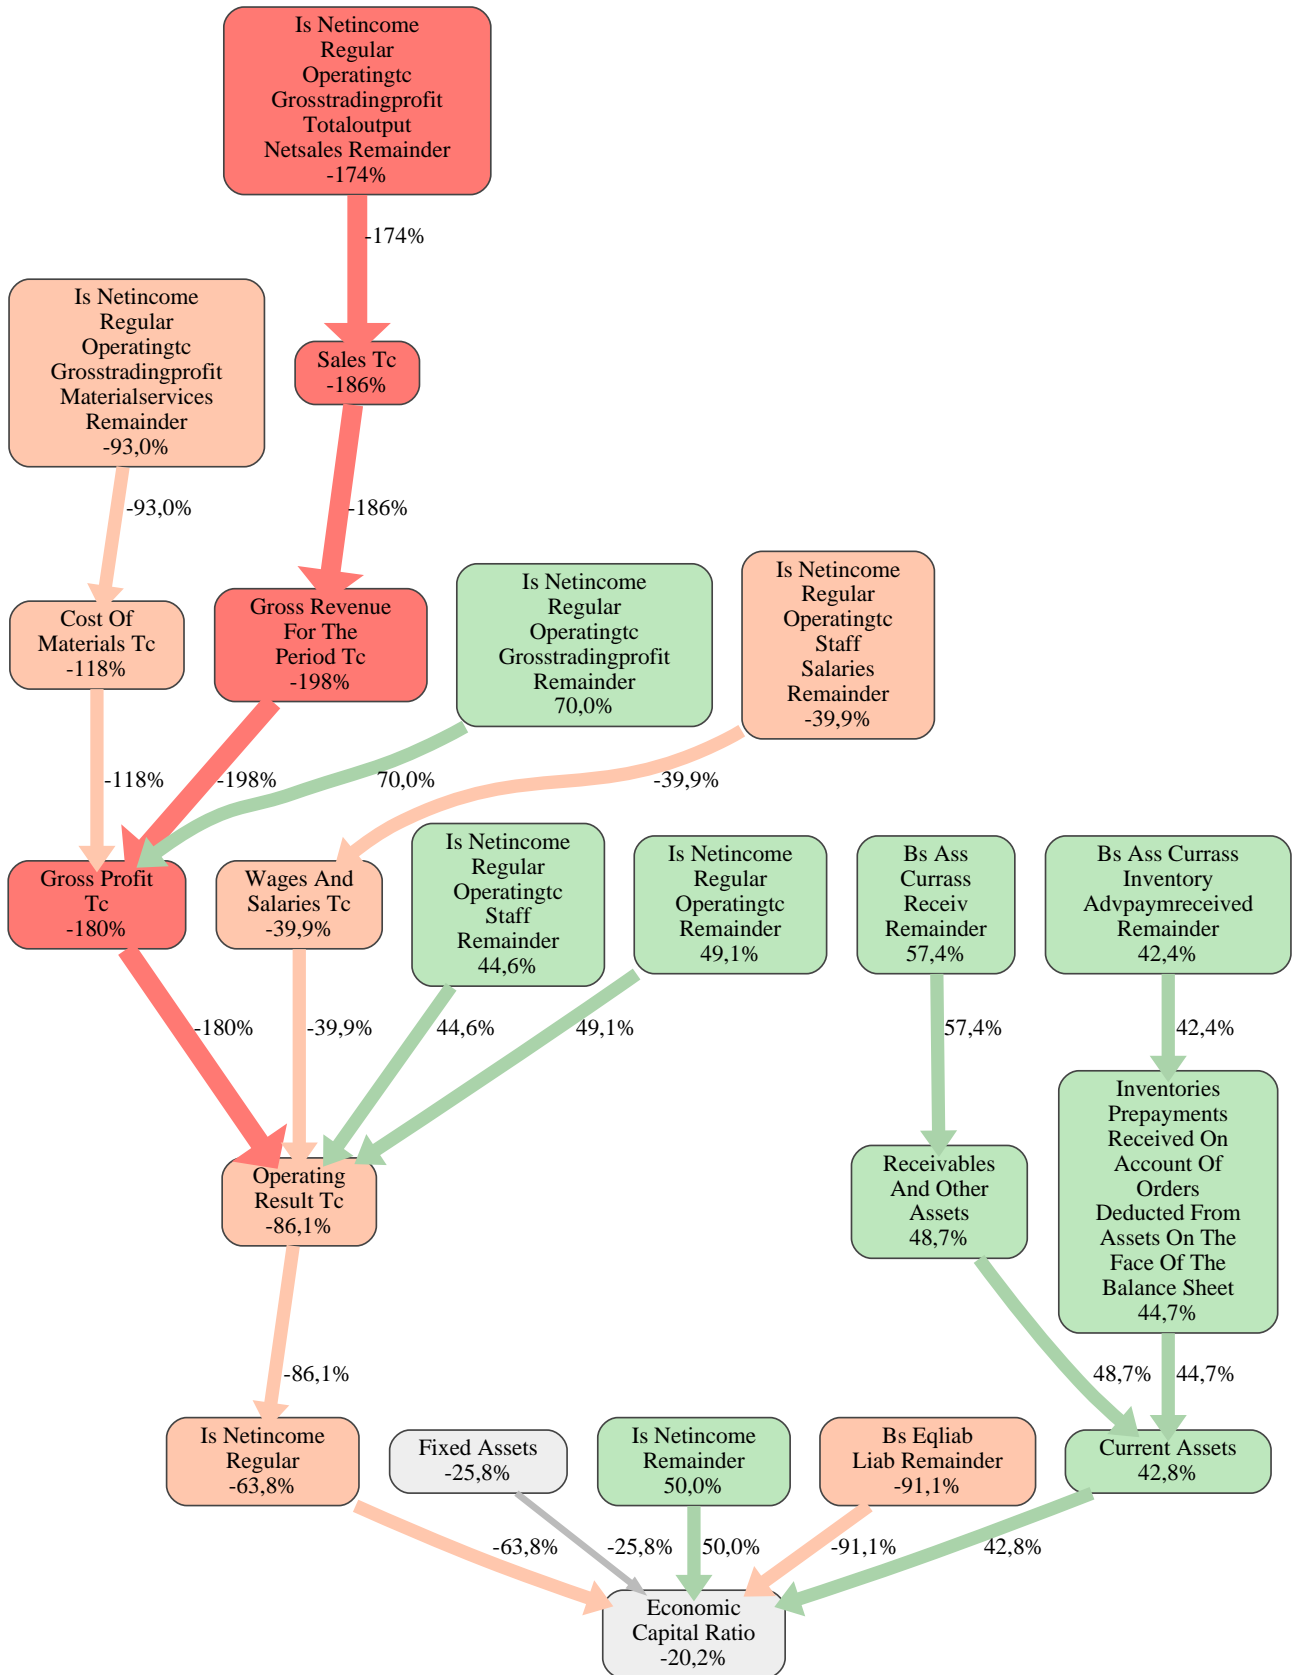 Is Netincome
Regular
Operatingtc
Grosstradingprofit
Totaloutput
Netsales Remainder
-174%
-174%
Is Netincome
Regular
Operatingtc
Grosstradingprofit
Materialservices
Remainder
-93,0%
Sales Tc
-186%
-93,0%
-186%
Cost Of
Materials Tc
-118%
Gross Revenue
For The
Period Tc
-198%
Is Netincome
Regular
Operatingtc
Grosstradingprofit
Remainder
70,0%
Is Netincome
Regular
Operatingtc
Staff
Salaries
Remainder
-39,9%
-118%
-198%
70,0%
-39,9%
Gross Profit
Tc
-180%
Wages And
Salaries Tc
-39,9%
Is Netincome
Regular
Operatingtc
Staff
Remainder
44,6%
Is Netincome
Regular
Operatingtc
Remainder
49,1%
Bs Ass
Currass
Receiv
Remainder
57,4%
Bs Ass Currass
Inventory
Advpaymreceived
Remainder
42,4%
-180%
-39,9%
44,6%
49,1%
57,4%
42,4%
Operating
Result Tc
-86,1%
Receivables
And Other
Assets
48,7%
Inventories
Prepayments
Received On
Account Of
Orders
Deducted From
Assets On The
Face Of The
Balance Sheet
44,7%
-86,1%
48,7%
44,7%
Is Netincome
Regular
-63,8%
Fixed Assets
-25,8%
Is Netincome
Remainder
50,0%
Bs Eqliab
Liab Remainder
-91,1%
Current Assets
42,8%
-63,8%
-25,8%
50,0%
-91,1%
42,8%
Economic
Capital Ratio
-20,2%